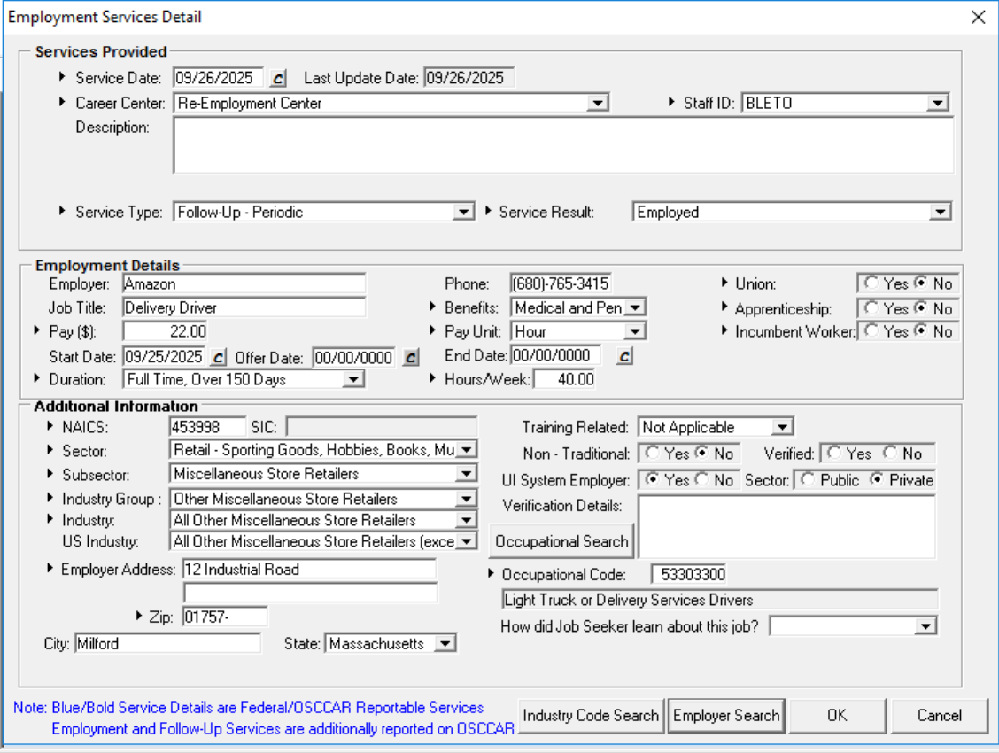 Employment Services Detail
Services Provided
Service Date: 09/26/2025 c Last Update Date: 09/26/2025
Career Center: Re-Employment Center Staff ID: BLETO
Description:
Service Type: Follow-Up - Periodic Service Result: Employed
Employment Details
Employer: Amazon Phone: (680)-765-3415 Union: Yes No
Job Title: Delivery Driver Benefits: Medical and Pen Apprenticeship: Yes No
Pay ($): 22.00 Pay Unit: Hour Incumbent Worker: Yes No
Start Date: 09/25/2025 c Offer Date: 00/00/0000 c End Date: 00/00/0000 c
Duration: Full Time, Over 150 Days Hours/Week: 40.00
Additional Information
NAICS: 453998 SIC: Training Related: Not Applicable
Sector: Retail - Sporting Goods, Hobbies, Books, Mu Non - Traditional: Yes No Verified: Yes No
Subsector: Miscellaneous Store Retailers UI System Employer: Yes No Sector: Public Private
Industry Group : Other Miscellaneous Store Retailers Verification Details:
Industry: All Other Miscellaneous Store Retailers
US Industry: All Other Miscellaneous Store Retailers (exce Occupational Search
Employer Address: 12 Industrial Road Occupational Code: 53303300
Light Truck or Delivery Services Drivers
Zip: 01757-
How did Job Seeker learn about this job?
City: Milford State: Massachusetts
Note: Blue/Bold Service Details are Federal/OSCCAR Reportable Services
Employment and Follow-Up Services are additionally reported on OSCCAR
Industry Code Search Employer Search OK Cancel